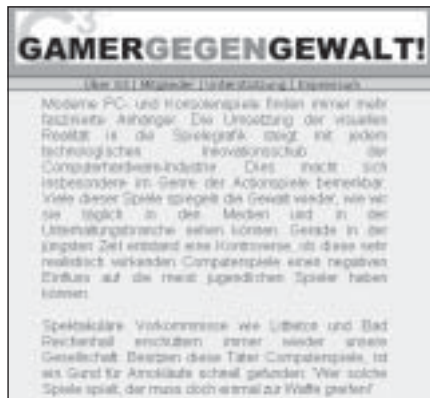 GAMERGEGENGEWALT!
Über G3 | Mitglieder | Unterstützung | Impressum
Moderne PC- und Konsolenspiele finden immer mehr
faszinierte Anhänger. Die Umsetzung der visuellen
Realität in die Spielegrafik steigt mit jedem
technologischen Innovationsschub der
Computerhardware-Industrie. Dies macht sich
insbesondere im Genre der Actionspiele bemerkbar.
Viele dieser Spiele spiegeln die Gewalt wieder, wie wir
sie täglich in den Medien und in der
Unterhaltungsbranche sehen können. Gerade in der
jüngsten Zeit entstand eine Kontroverse, ob diese sehr
realistisch wirkenden Computerspiele einen negativen
Einfluss auf die meist jugendlichen Spieler haben
können.
Spektakuläre Vorkommnisse wie Littleton und Bad
Reichenhall erschüttern immer wieder unsere
Gesellschaft. Besitzen diese Täter Computerspiele, ist
ein Grund für Amokläufe schnell gefunden: "Wer solche
Spiele spielt, der muss doch einmal zur Waffe greifen!"